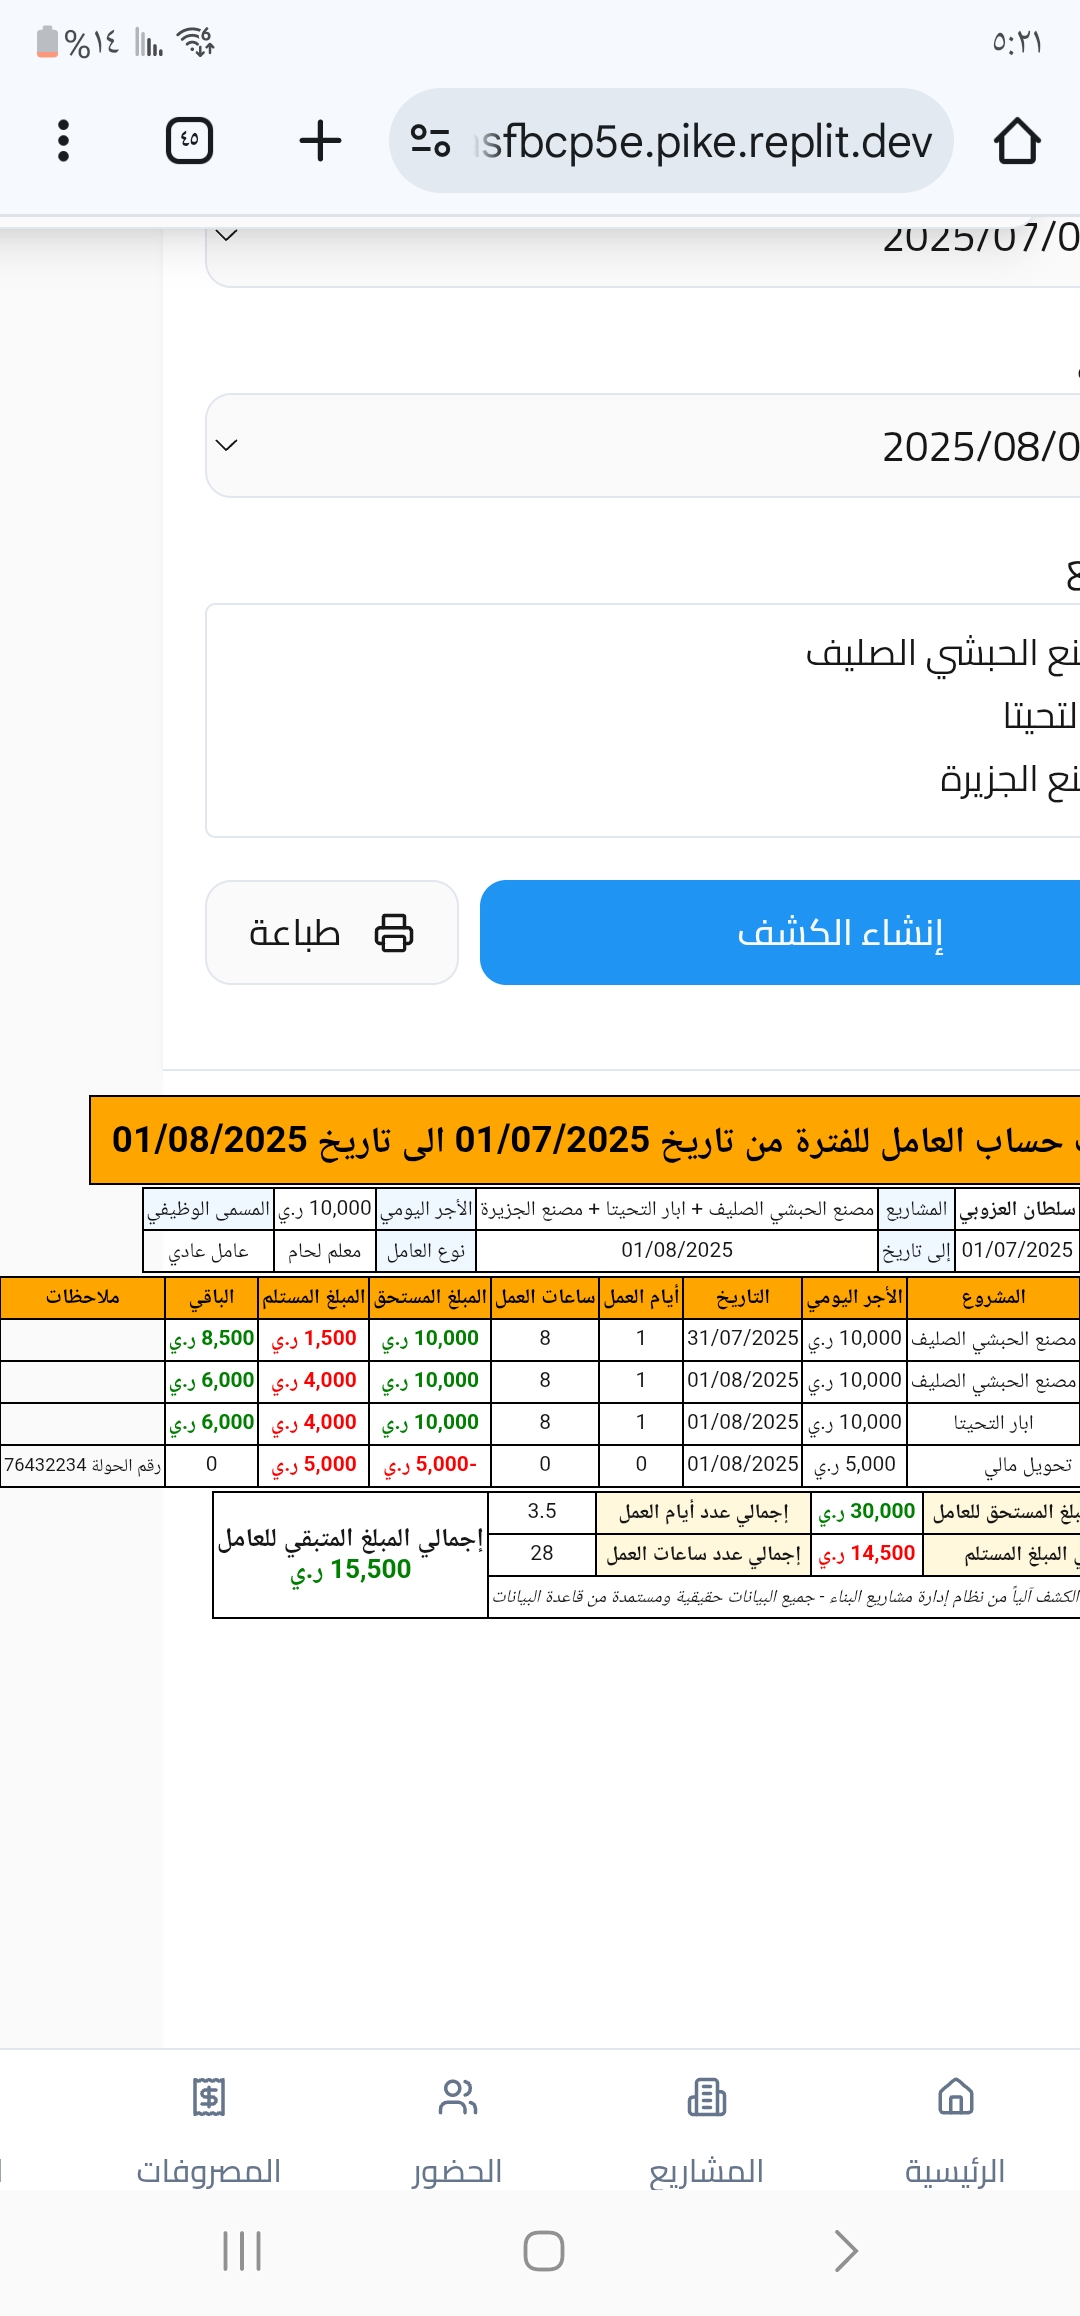 ٥:٢١
%١٤
sfbcp5e.pike.replit.dev
٤٥
2025/07/0
2025/08/0
ع
نع الحبشي الصليف
لتحيتا
نع الجزيرة
إنشاء الكشف
طباعة
حساب العامل للفترة من تاريخ 01/07/2025 الى تاريخ 01/08/2025
سلطان العزوبي المشاريع مصنع الحبشي الصليف + ابار التحيتا + مصنع الجزيرة الأجر اليومي 10,000 ر.ي المسمى الوظيفي
01/07/2025 إلى تاريخ 01/08/2025 نوع العامل معلم لحام عامل عادي
المشروع الأجر اليومي التاريخ أيام العمل ساعات العمل المبلغ المستحق المبلغ المستلم الباقي ملاحظات
مصنع الحبشي الصليف 10,000 ر.ي 31/07/2025 1 8 10,000 ر.ي 1,500 ر.ي 8,500 ر.ي
مصنع الحبشي الصليف 10,000 ر.ي 01/08/2025 1 8 10,000 ر.ي 4,000 ر.ي 6,000 ر.ي
ابار التحيتا 10,000 ر.ي 01/08/2025 1 8 10,000 ر.ي 4,000 ر.ي 6,000 ر.ي
تحويل مالي 5,000 ر.ي 01/08/2025 0 0 -5,000 ر.ي 5,000 ر.ي 0 رقم الحولة 76432234
بلغ المستحق للعامل 30,000 ر.ي إجمالي عدد أيام العمل 3.5
ي المبلغ المستلم 14,500 ر.ي إجمالي عدد ساعات العمل 28
إجمالي المبلغ المتبقي للعامل
15,500 ر.ي
الكشف آلياً من نظام إدارة مشاريع البناء - جميع البيانات حقيقية ومستمدة من قاعدة البيانات
الرئيسية
المشاريع
الحضور
المصروفات